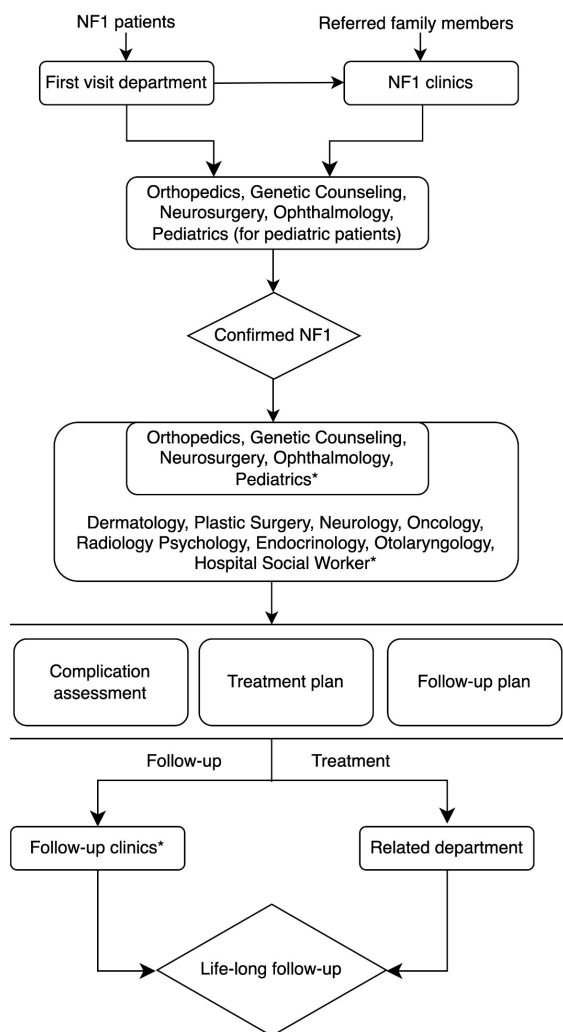 NF1 patients
Referred family members
First visit department
NF1 clinics
Orthopedics, Genetic Counseling,
Neurosurgery, Ophthalmology,
Pediatrics (for pediatric patients)
Confirmed NF1
Orthopedics, Genetic Counseling,
Neurosurgery, Ophthalmology,
Pediatrics*
Dermatology, Plastic Surgery, Neurology, Oncology,
Radiology Psychology, Endocrinology, Otolaryngology,
Hospital Social Worker*
Complication
assessment
Treatment plan
Follow-up plan
Follow-up
Treatment
Follow-up clinics*
Related department
Life-long follow-up